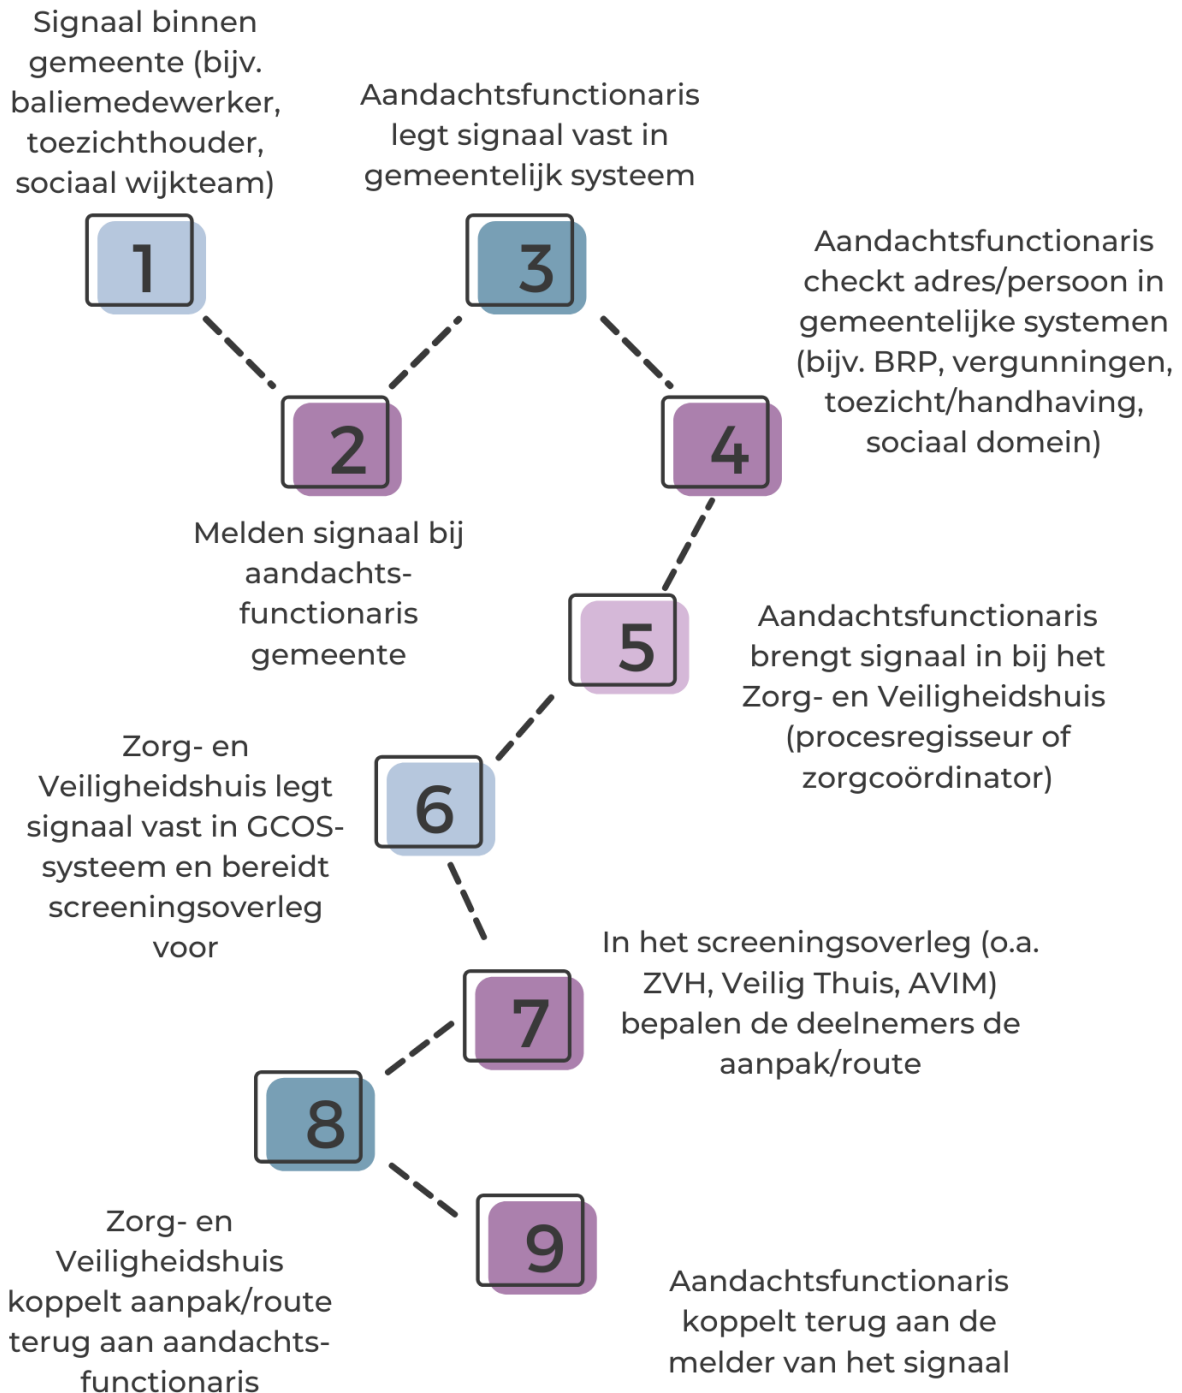 Signaal binnen
gemeente (bijv.
baliemedewerker,
toezichthouder,
sociaal wijkteam)
1
Melden signaal bij
aandachts-
functionaris
gemeente
2
Aandachtsfunctionaris
legt signaal vast in
gemeentelijk systeem
3
Aandachtsfunctionaris
checkt adres/persoon in
gemeentelijke systemen
(bijv. BRP, vergunningen,
toezicht/handhaving,
sociaal domein)
4
5
Aandachtsfunctionaris
brengt signaal in bij het
Zorg- en Veiligheidshuis
(procesregisseur of
zorgcoördinator)
Zorg- en
Veiligheidshuis legt
signaal vast in GCOS-
systeem en bereidt
screeningsoverleg
voor
6
7
In het screeningsoverleg (o.a.
ZVH, Veilig Thuis, AVIM)
bepalen de deelnemers de
aanpak/route
8
Zorg- en
Veiligheidshuis
koppelt aanpak/route
terug aan aandachts-
functionaris
9
Aandachtsfunctionaris
koppelt terug aan de
melder van het signaal